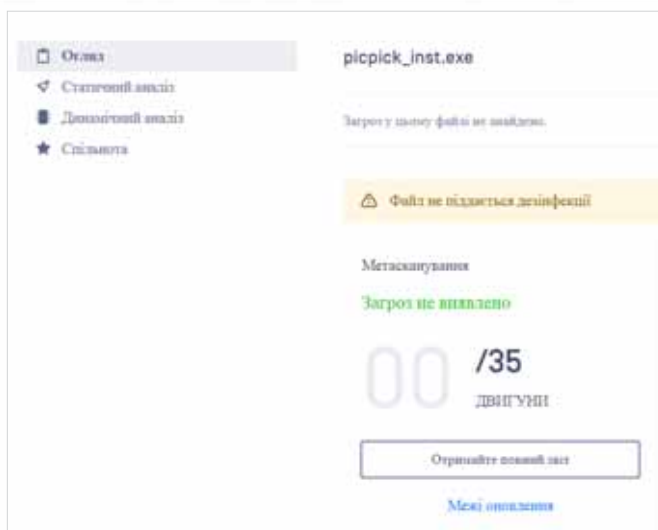 Огляд
Статичний аналіз
Динамічний аналіз
Спільнота
picpick_inst.exe
Загроз у цьому файлі не знайдено.
Файл не піддається дезінфекції
Метасканування
Загроз не виявлено
00 /35
ДВИГУНИ
Отримайте повний звіт
Межі оновлення